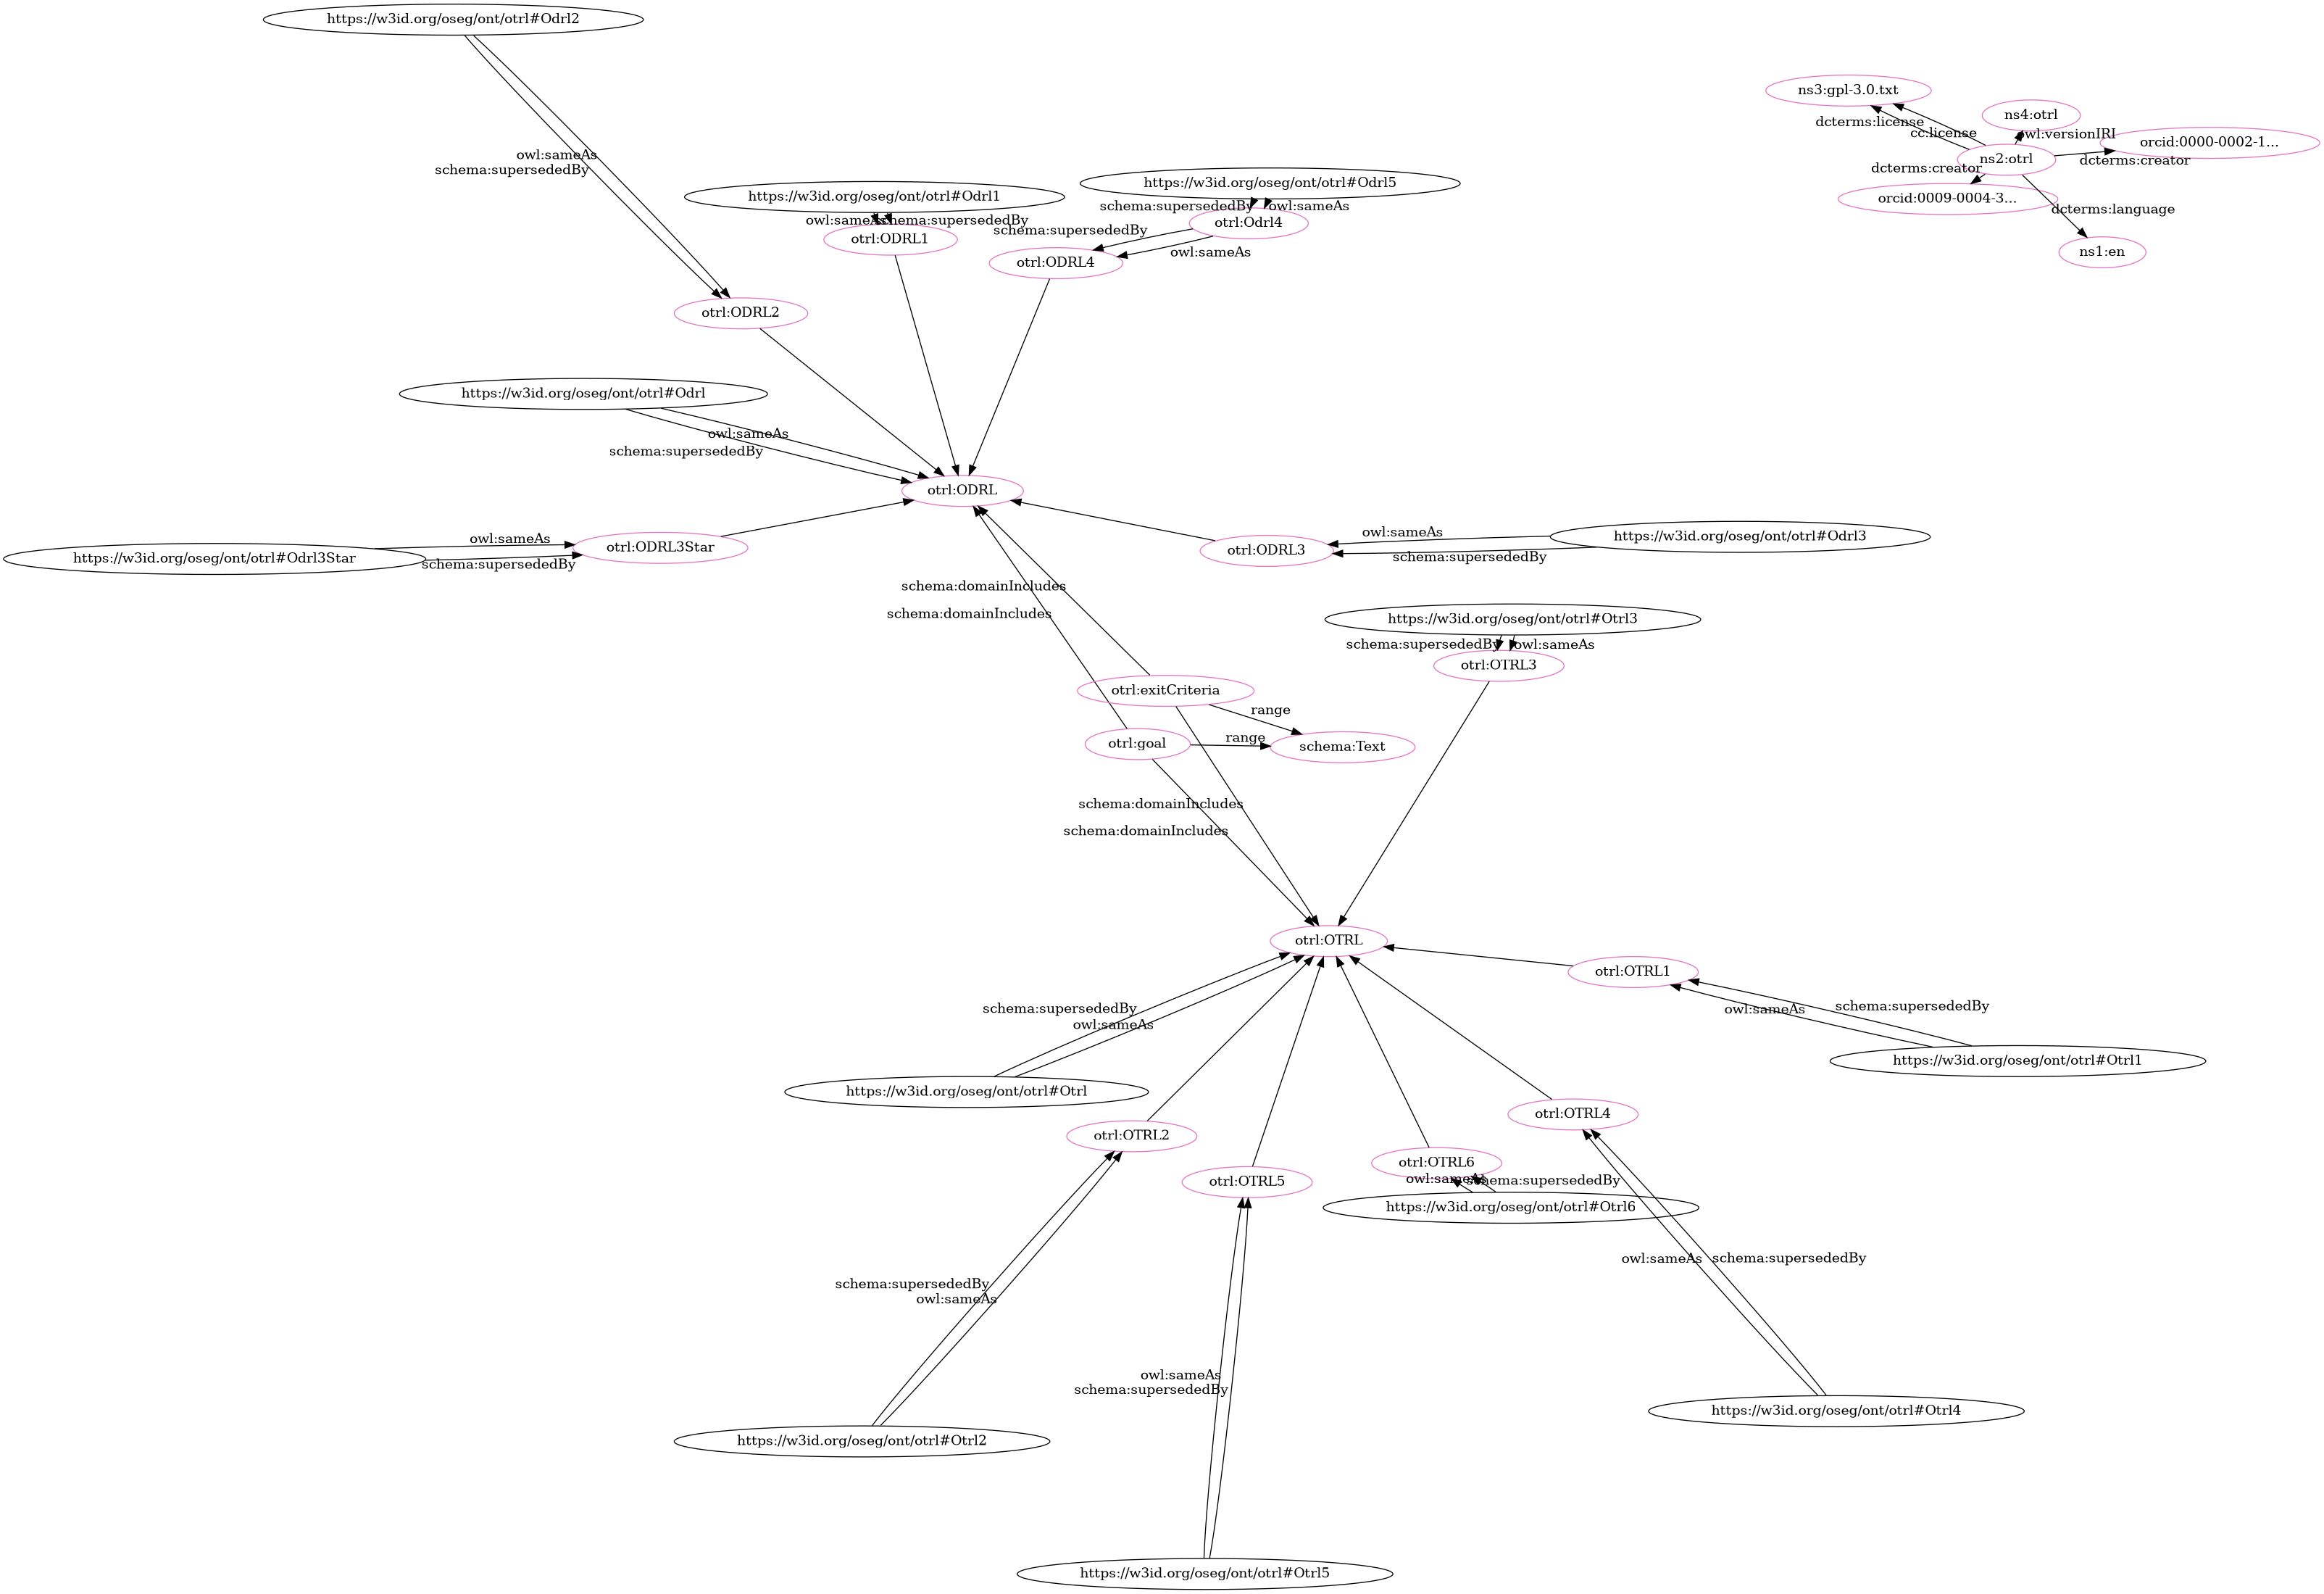 https://w3id.org/oseg/ont/otrl#Odrl2
ns3:gpl-3.0.txt
ns4:otrl
dcterms:license
cc:license
owl:versionIRI
orcid:0000-0002-1...
ns2:otrl
dcterms:creator
dcterms:creator
orcid:0009-0004-3...
dcterms:language
ns1:en
owl:sameAs
schema:supersededBy
https://w3id.org/oseg/ont/otrl#Odrl1
https://w3id.org/oseg/ont/otrl#Odrl5
schema:supersededBy
owl:sameAs
owl:sameAs
schema:supersededBy
otrl:Odrl4
schema:supersededBy
otrl:ODRL1
owl:sameAs
otrl:ODRL4
otrl:ODRL2
https://w3id.org/oseg/ont/otrl#Odrl
owl:sameAs
schema:supersededBy
otrl:ODRL
owl:sameAs
schema:supersededBy
https://w3id.org/oseg/ont/otrl#Odrl3Star
otrl:ODRL3Star
otrl:ODRL3
owl:sameAs
https://w3id.org/oseg/ont/otrl#Odrl3
schema:supersededBy
schema:domainIncludes
schema:domainIncludes
https://w3id.org/oseg/ont/otrl#Otrl3
schema:supersededBy
owl:sameAs
otrl:OTRL3
otrl:exitCriteria
range
otrl:goal
range
schema:Text
schema:domainIncludes
schema:domainIncludes
otrl:OTRL
otrl:OTRL1
schema:supersededBy
owl:sameAs
schema:supersededBy
owl:sameAs
https://w3id.org/oseg/ont/otrl#Otrl1
https://w3id.org/oseg/ont/otrl#Otrl
otrl:OTRL4
otrl:OTRL2
otrl:OTRL6
otrl:OTRL5
owl:sameAs
schema:supersededBy
https://w3id.org/oseg/ont/otrl#Otrl6
owl:sameAs
schema:supersededBy
schema:supersededBy
owl:sameAs
owl:sameAs
schema:supersededBy
https://w3id.org/oseg/ont/otrl#Otrl4
https://w3id.org/oseg/ont/otrl#Otrl2
https://w3id.org/oseg/ont/otrl#Otrl5